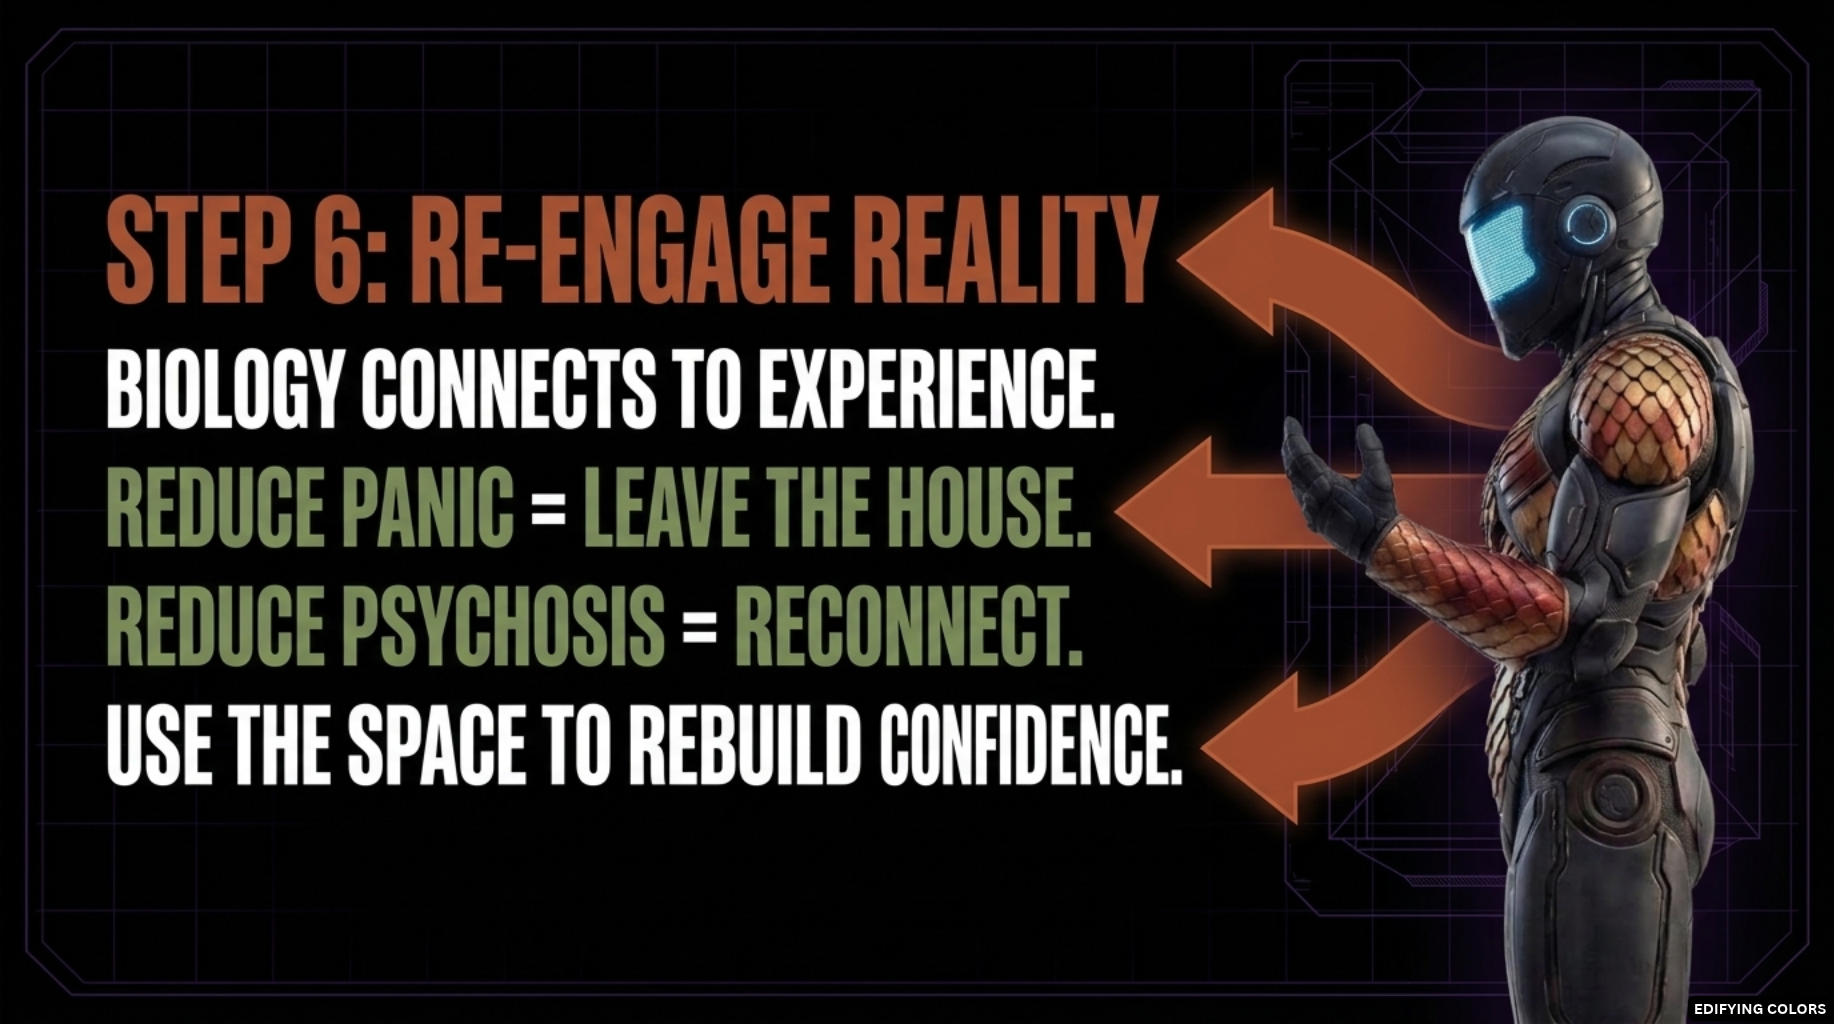 STEP 6: RE-ENGAGE REALITY
BIOLOGY CONNECTS TO EXPERIENCE.
REDUCE PANIC = LEAVE THE HOUSE.
REDUCE PSYCHOSIS = RECONNECT.
USE THE SPACE TO REBUILD CONFIDENCE.
EDIFYING COLORS